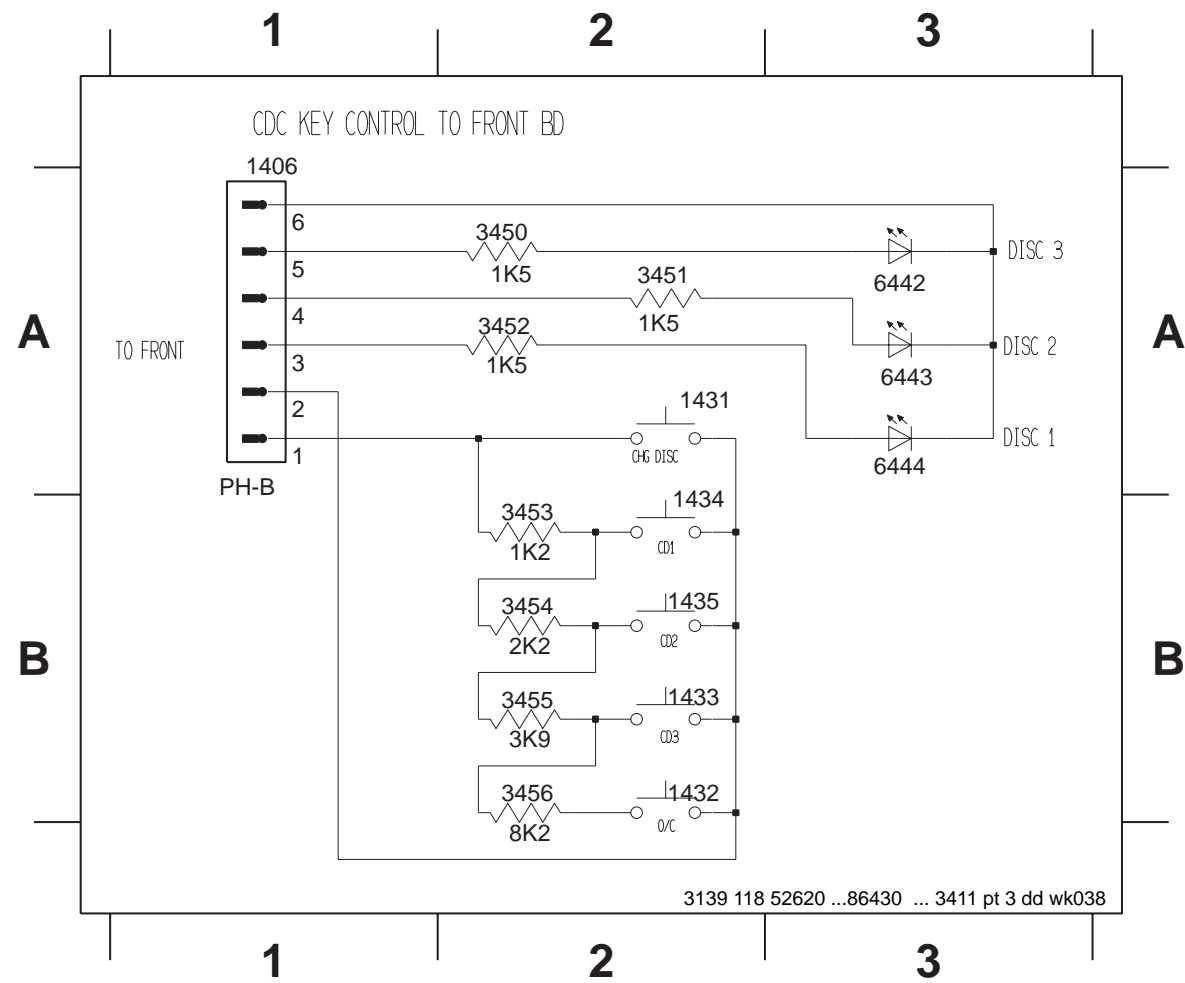 1 2 3
CDC KEY CONTROL TO FRONT BD
1406
6
3450
5 1K5 6442 DISC 3
3451
4 1K5
3452
A TO FRONT 3 1K5 6443 DISC 2 A
2
1431
1 CHG DISC 6444 DISC 1
PH-B
3453 1434
1K2 CD1
3454 1435
B 2K2 CD2 B
3455 1433
3K9 CD3
3456 1432
8K2 O/C
3139 118 52620 ...86430 ... 3411 pt 3 dd wk038
1 2 3